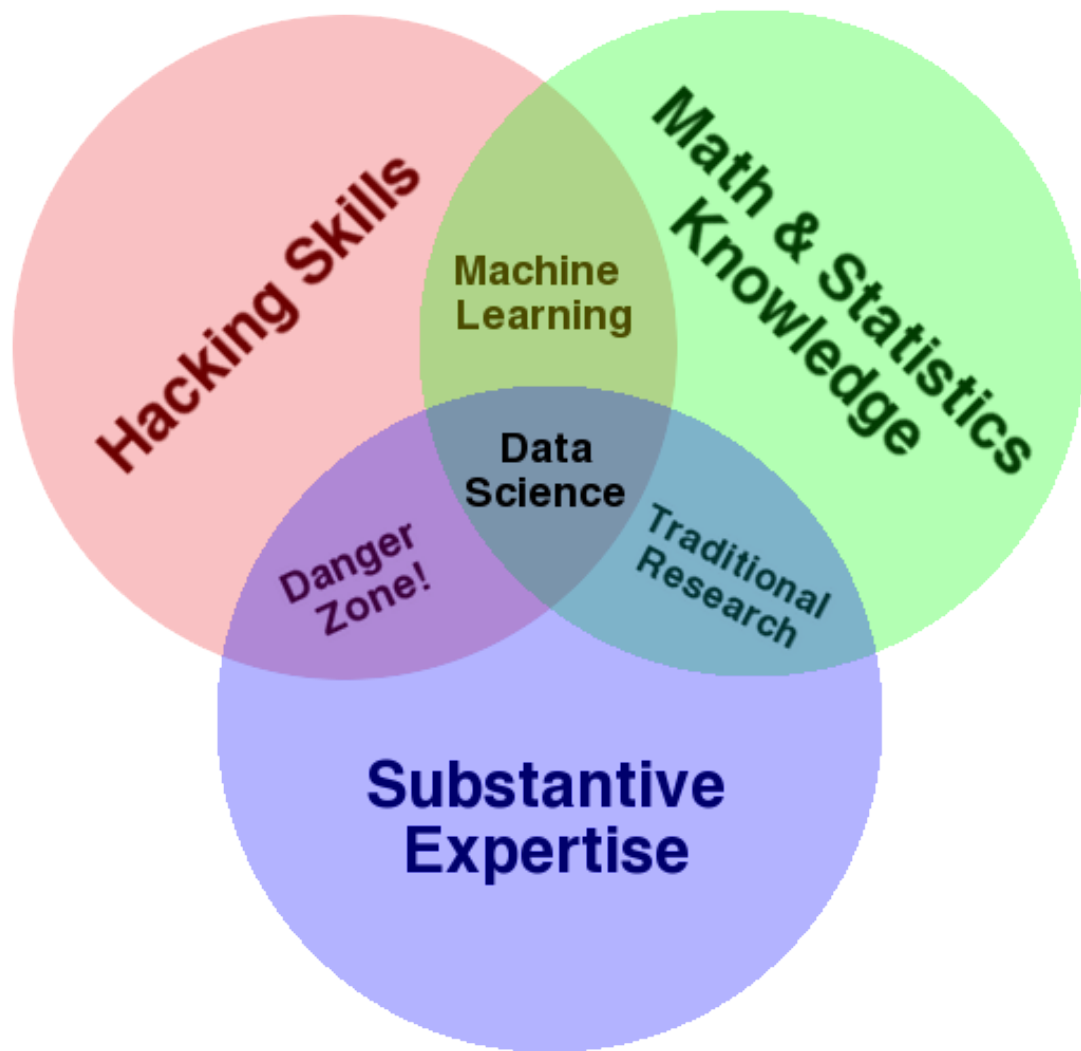 Hacking Skills
Math & Statistics
Knowledge
Machine
Learning
Data
Science
Danger
Zone!
Traditional
Research
Substantive
Expertise